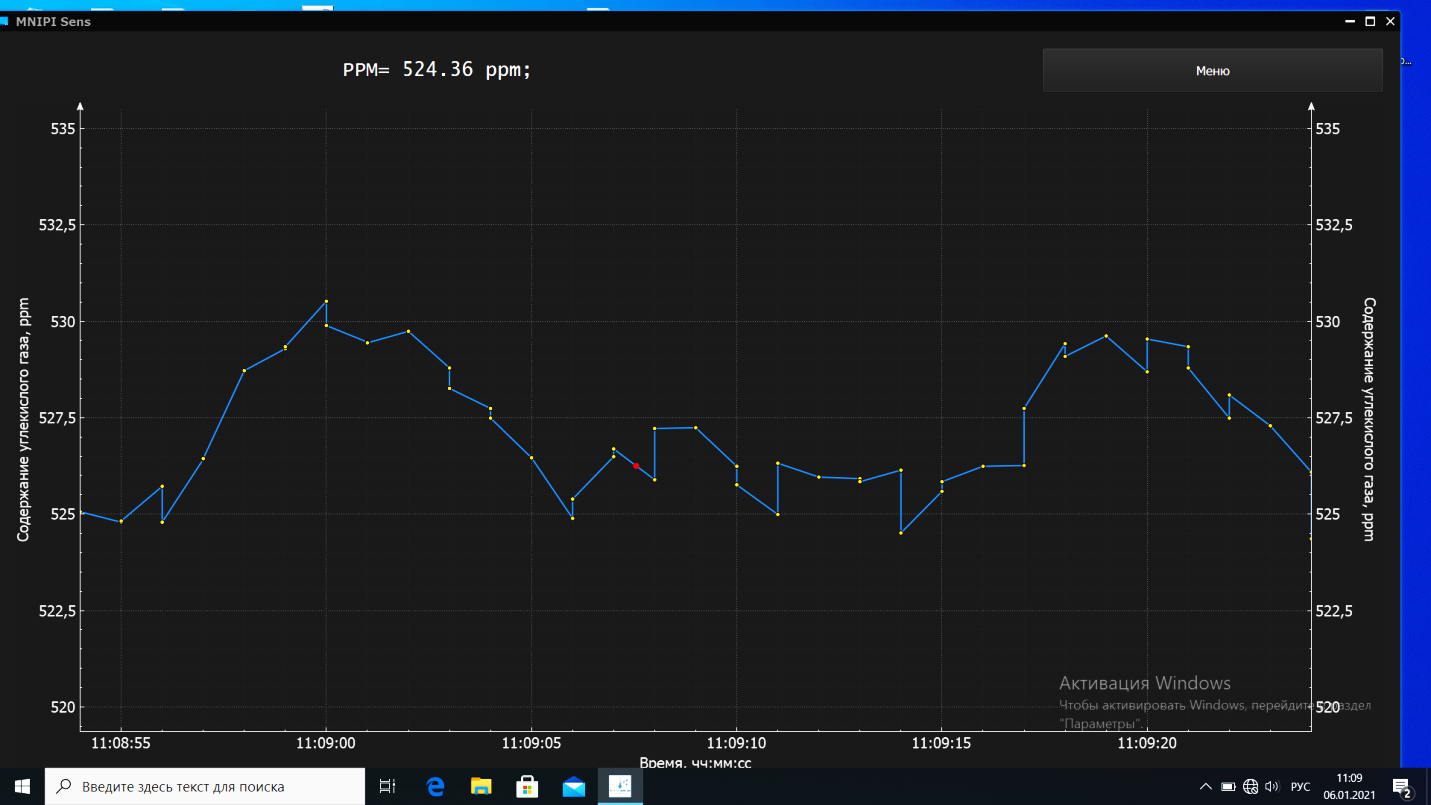 MNIPI Sens
PPM= 524.36 ppm;
Меню
535
532,5
530
527,5
525
522,5
520
Содержание углекислого газа, ppm
535
532,5
530
527,5
525
522,5
520
Содержание углекислого газа, ppm
11:08:55
11:09:00
11:09:05
11:09:10
11:09:15
11:09:20
Время, чч:мм:сс
Активация Windows
Чтобы активировать Windows, перейдите в раздел
"Параметры".
Введите здесь текст для поиска
РУС
11:09
06.01.2021
2